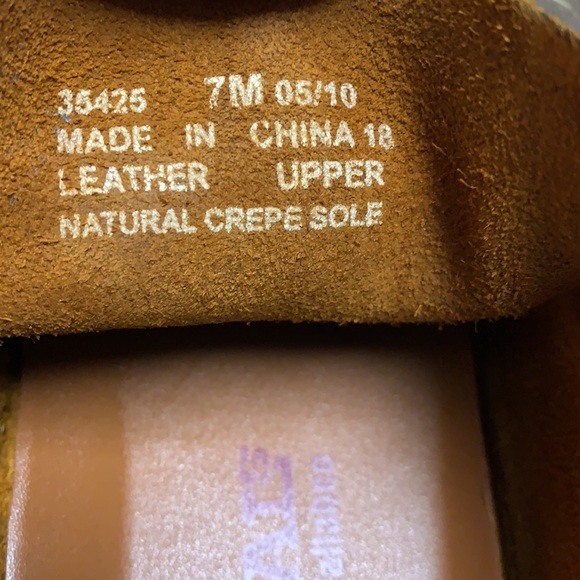 35425 7M 05/10
MADE IN CHINA 18
LEATHER UPPER
NATURAL CREPE SOLE